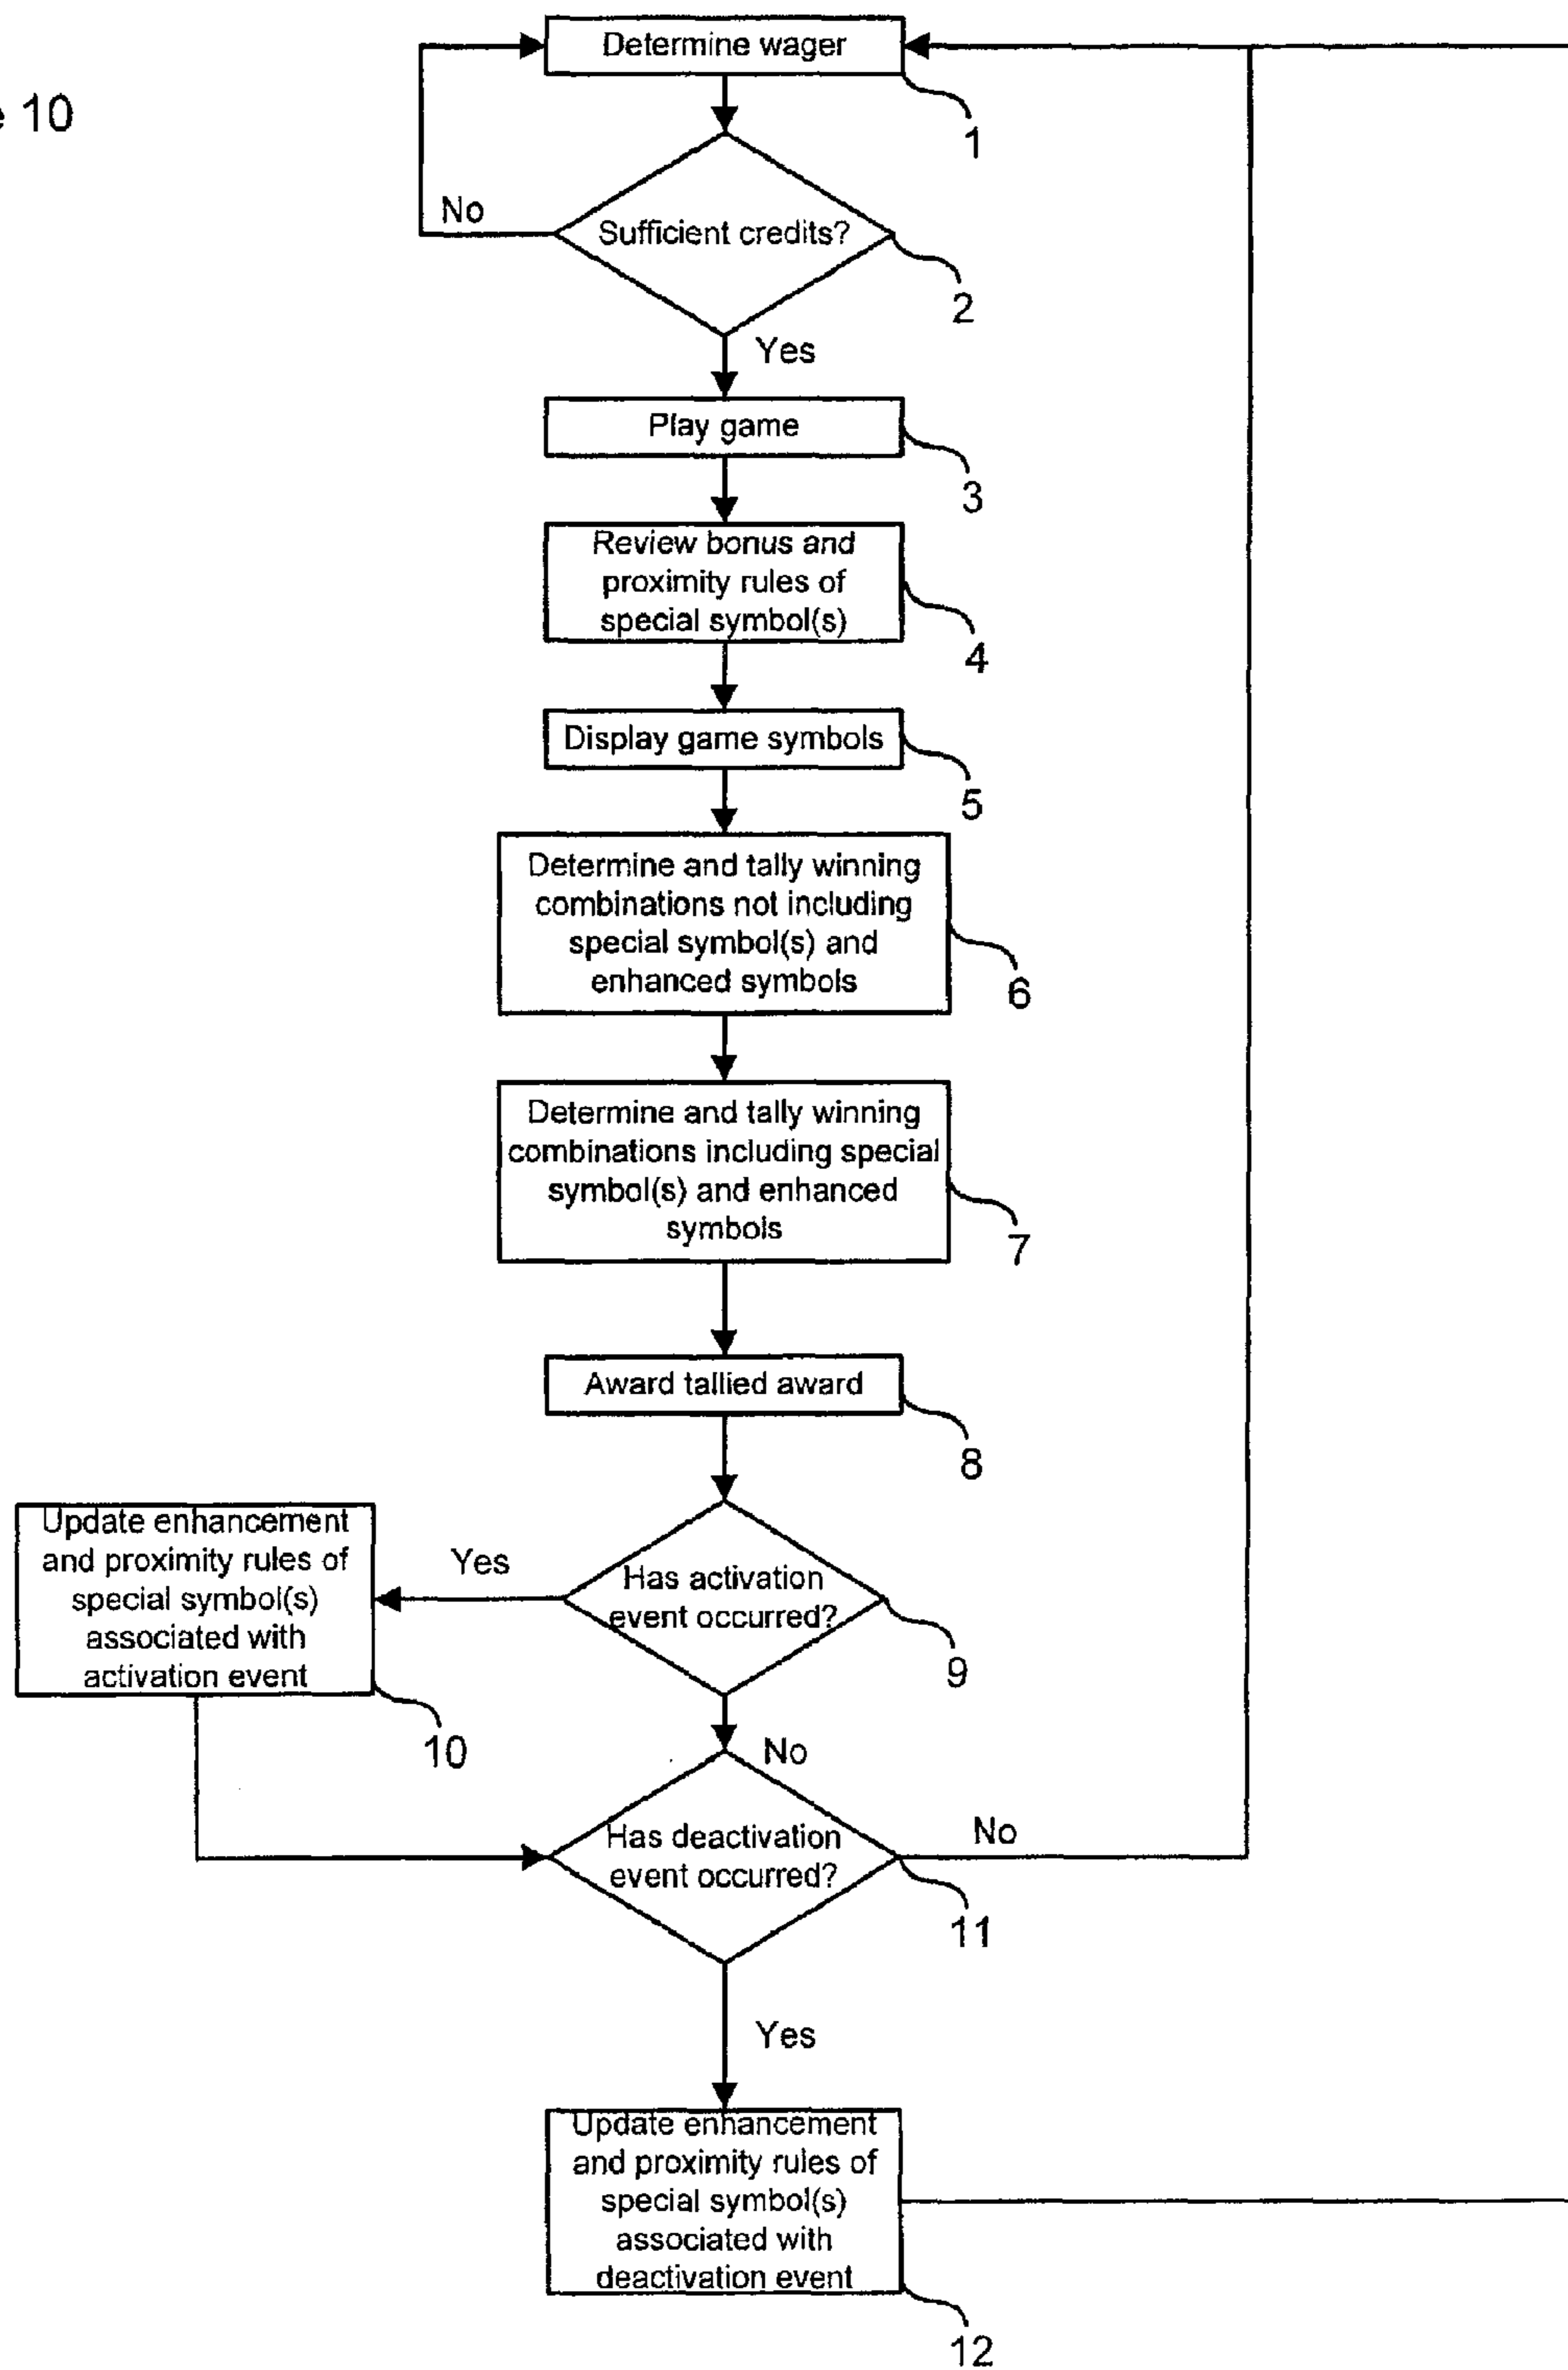 e 10
Determine wager
1
No
Sufficient credits?
2
Yes
Play game
3
Review bonus and
proximity rules of
special symbol(s)
4
Display game symbols
5
Determine and tally winning
combinations not including
special symbol(s) and
enhanced symbols
6
Determine and tally winning
combinations including special
symbol(s) and enhanced
symbols
7
Award tallied award
8
Update enhancement
and proximity rules of
special symbol(s)
associated with
activation event
10
Yes
Has activation
event occurred?
9
No
Has deactivation
event occurred?
No
11
Yes
Update enhancement
and proximity rules of
special symbol(s)
associated with
deactivation event
12